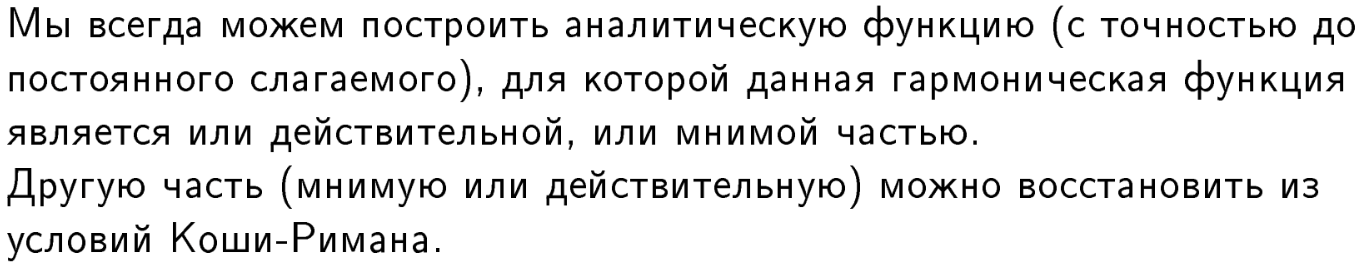 Мы всегда можем построить аналитическую функцию (с точностью до
постоянного слагаемого), для которой данная гармоническая функция
является или действительной, или мнимой частью.
Другую часть (мнимую или действительную) можно восстановить из
условий Коши-Римана.